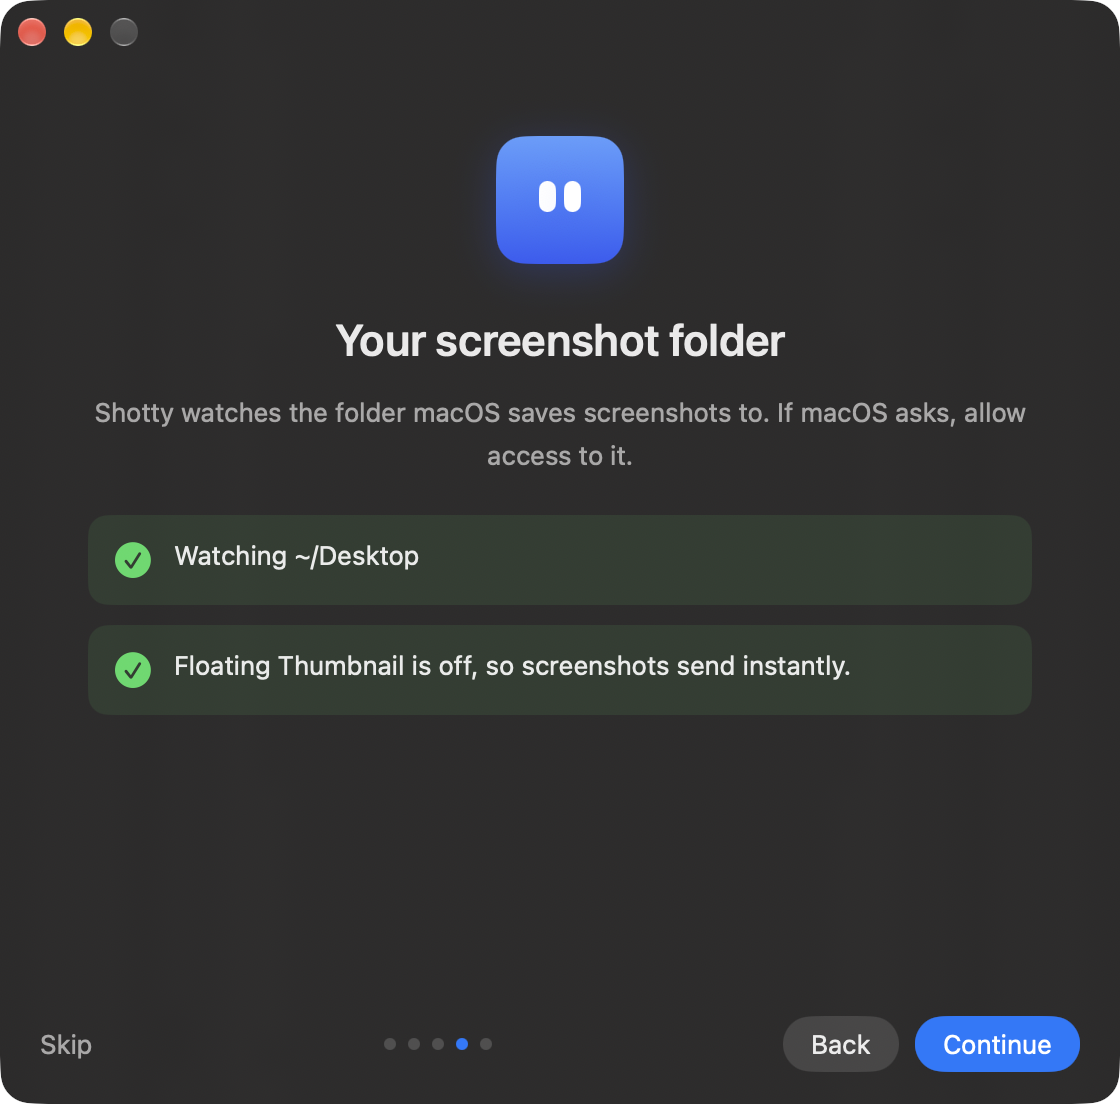 Your screenshot folder
Shotty watches the folder macOS saves screenshots to. If macOS asks, allow
access to it.
Watching ~/Desktop
Floating Thumbnail is off, so screenshots send instantly.
Skip
Back
Continue